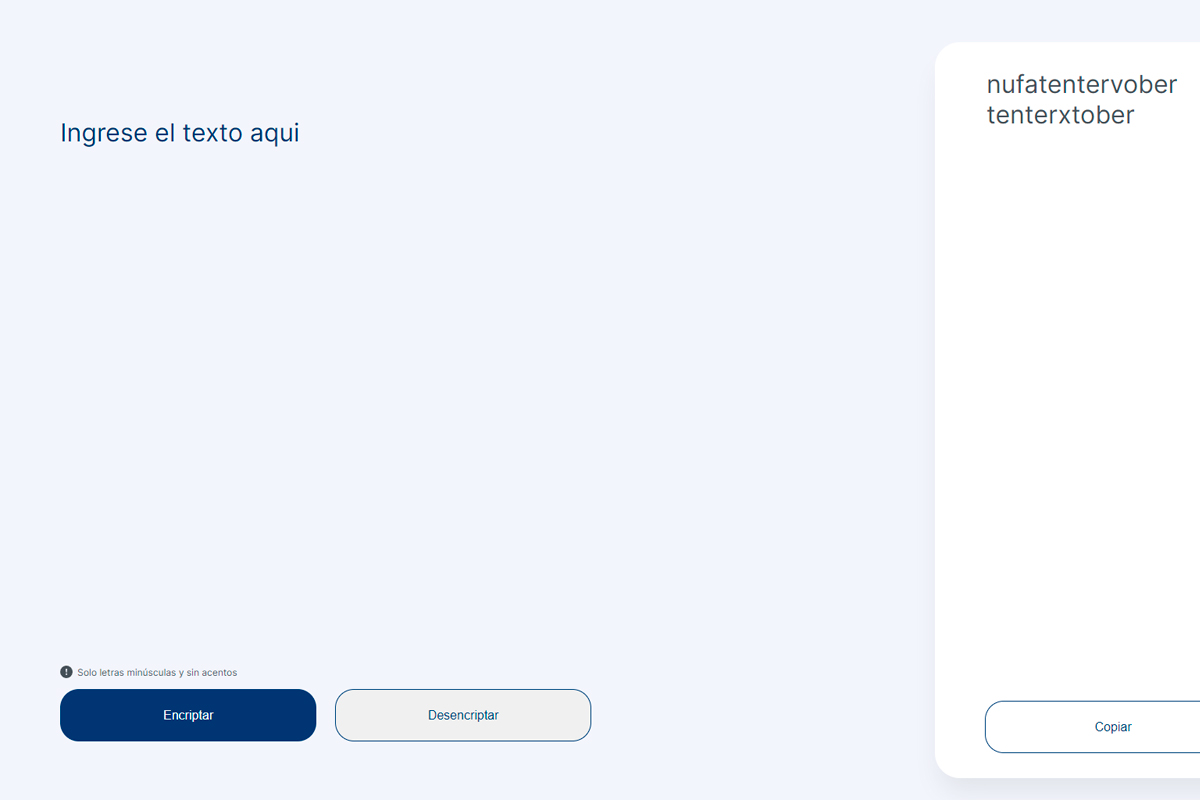 Ingrese el texto aqui
Solo letras minúsculas y sin acentos
Encriptar
Desencriptar
nufatentervober
tenterxtober
Copiar